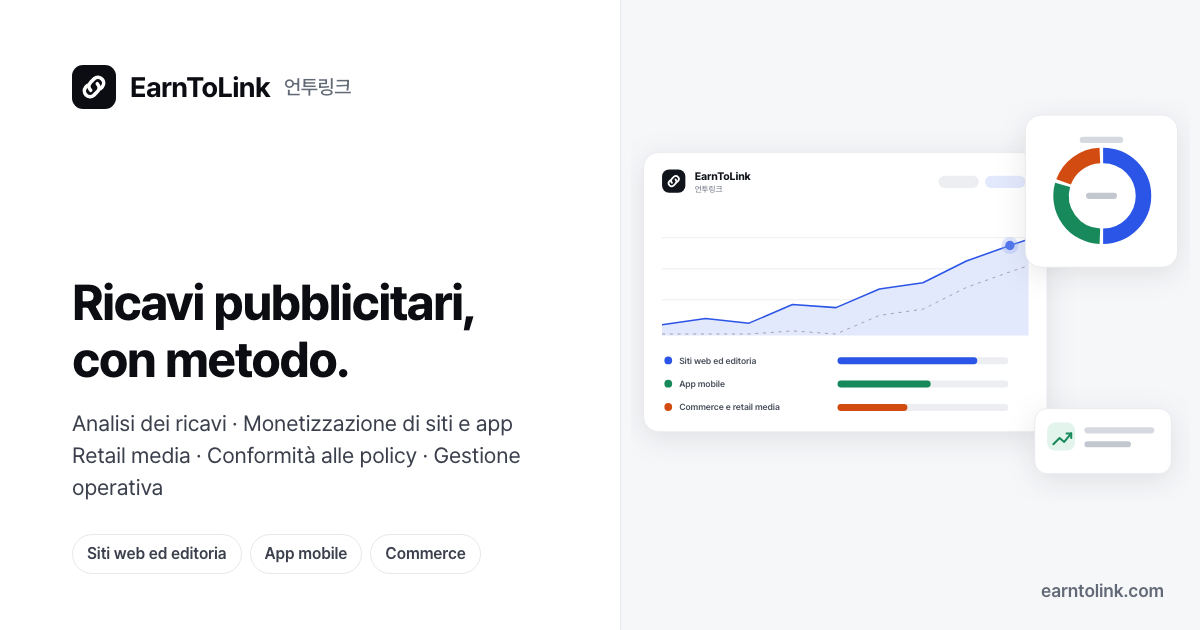 EarnToLink 언투링크
Ricavi pubblicitari,
con metodo.
Analisi dei ricavi · Monetizzazione di siti e app
Retail media · Conformità alle policy · Gestione
operativa
Siti web ed editoria
App mobile
Commerce
EarnToLink
언투링크
Siti web ed editoria
App mobile
Commerce e retail media
earntolink.com